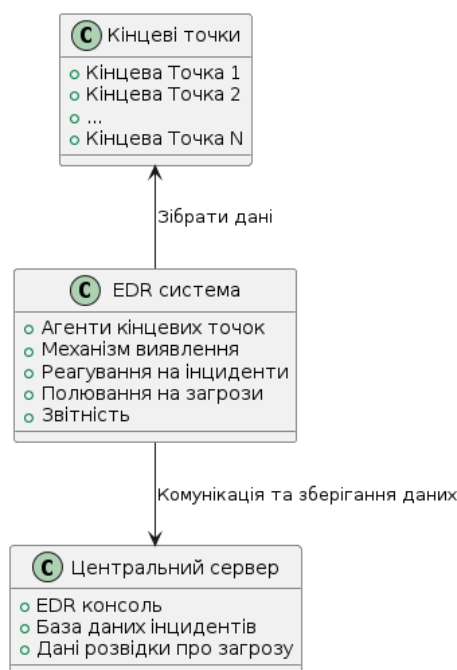 C Кінцеві точки
Кінцева Точка 1
Кінцева Точка 2
...
Кінцева Точка N
Зібрати дані
C EDR система
Агенти кінцевих точок
Механізм виявлення
Реагування на інциденти
Полювання на загрози
Звітність
Комунікація та зберігання даних
C Центральний сервер
EDR консоль
База даних інцидентів
Дані розвідки про загрозу